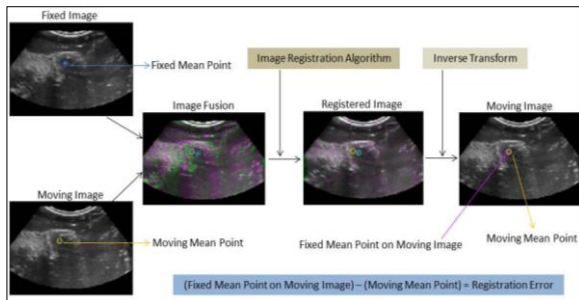 Fixed Image
Fixed Mean Point
Image Registration Algorithm
Inverse Transform
Image Fusion
Registered Image
Moving Image
Moving Image
Moving Mean Point
Fixed Mean Point on Moving Image
Moving Mean Point
(Fixed Mean Point on Moving Image) – (Moving Mean Point) = Registration Error